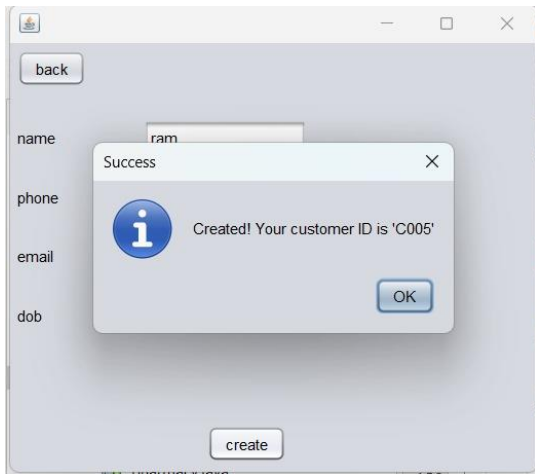 back
name
ram
Success
phone
Created! Your customer ID is 'C005'
email
OK
dob
create